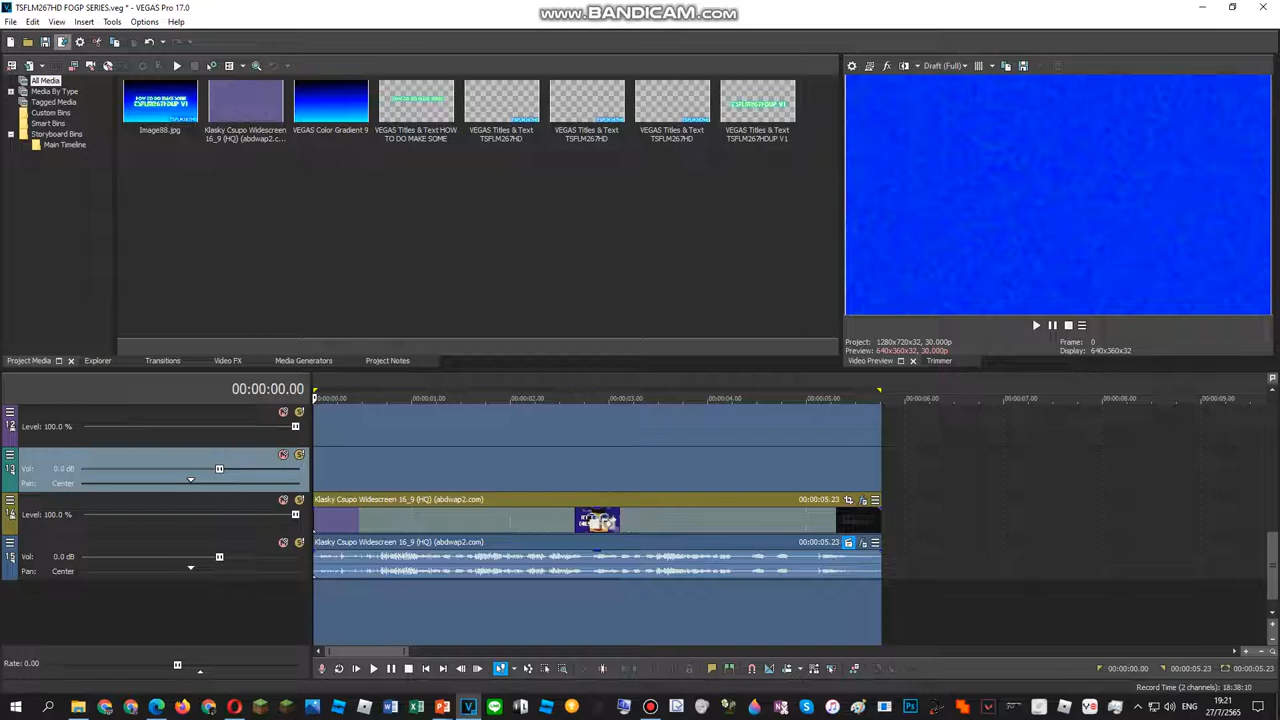 TSFLM267HD FOGP SERIES.veg * - VEGAS Pro 17.0
www.BANDICAM.com
File Edit View Insert Tools Options Help
All Media
Media By Type
Tagged Media
Custom Bins
Smart Bins
Storyboard Bins
Main Timeline
Image88.jpg
Klasky Csupo Widescreen 16_9 (HQ) (abdwap2.c...
VEGAS Color Gradient 9
VEGAS Titles & Text HOW TO DO MAKE SOME
VEGAS Titles & Text TSFLM267HD
VEGAS Titles & Text TSFLM267HD
VEGAS Titles & Text TSFLM267HD
VEGAS Titles & Text TSFLM267HDUP V1
Draft (Full)
Project: 1280x720x32, 30.000p
Preview: 640x360x32, 30.000p
Frame: 0
Display: 640x360x32
Project Media Explorer Transitions Video FX Media Generators Project Notes
Video Preview Trimmer
00:00:00.00
00:00:00.00 00:00:01.00 00:00:02.00 00:00:03.00 00:00:04.00 00:00:05.00 00:00:06.00 00:00:07.00 00:00:08.00 00:00:09.00
12
Level: 100.0 %
13
Vol: 0.0 dB
Pan: Center
14
Level: 100.0 %
15
Vol: 0.0 dB
Pan: Center
Klasky Csupo Widescreen 16_9 (HQ) (abdwap2.com) 00:00:05.23
Klasky Csupo Widescreen 16_9 (HQ) (abdwap2.com) 00:00:05.23
Rate: 0.00
00:00:00.00 00:00:05.23 00:00:05.23
Record Time (2 channels): 18:38:10
ENG
19:21
27/7/2565